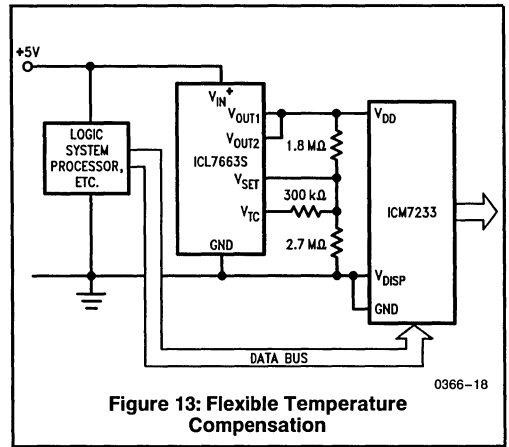 +5V
LOGIC
SYSTEM
PROCESSOR,
ETC.
VIN+
VOUT1
VOUT2
ICL7663S
VSET
VTC
GND
1.8 MΩ
300 kΩ
2.7 MΩ
VDD
ICM7233
VDISP
GND
DATA BUS
0366–18
Figure 13: Flexible Temperature
Compensation